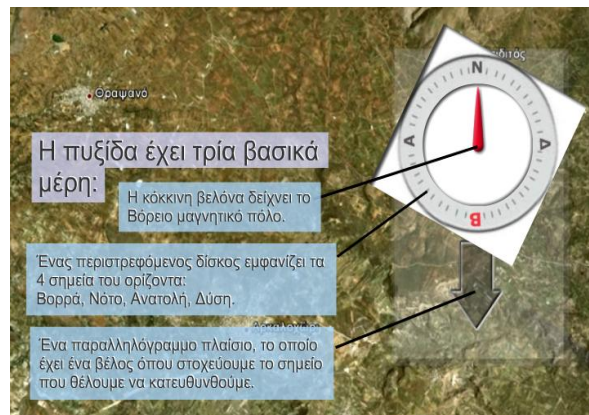 Θραψανό
Ν
Α
Δ
Β
Η πυξίδα έχει τρία βασικά
μέρη:
Η κόκκινη βελόνα δείχνει το
Βόρειο μαγνητικό πόλο.
Ένας περιστρεφόμενος δίσκος εμφανίζει τα
4 σημεία του ορίζοντα:
Βορρά, Νότο, Ανατολή, Δύση.
Ένα παραλληλόγραμμο πλαίσιο, το οποίο
έχει ένα βέλος όπου στοχεύουμε το σημείο
που θέλουμε να κατευθυνθούμε.